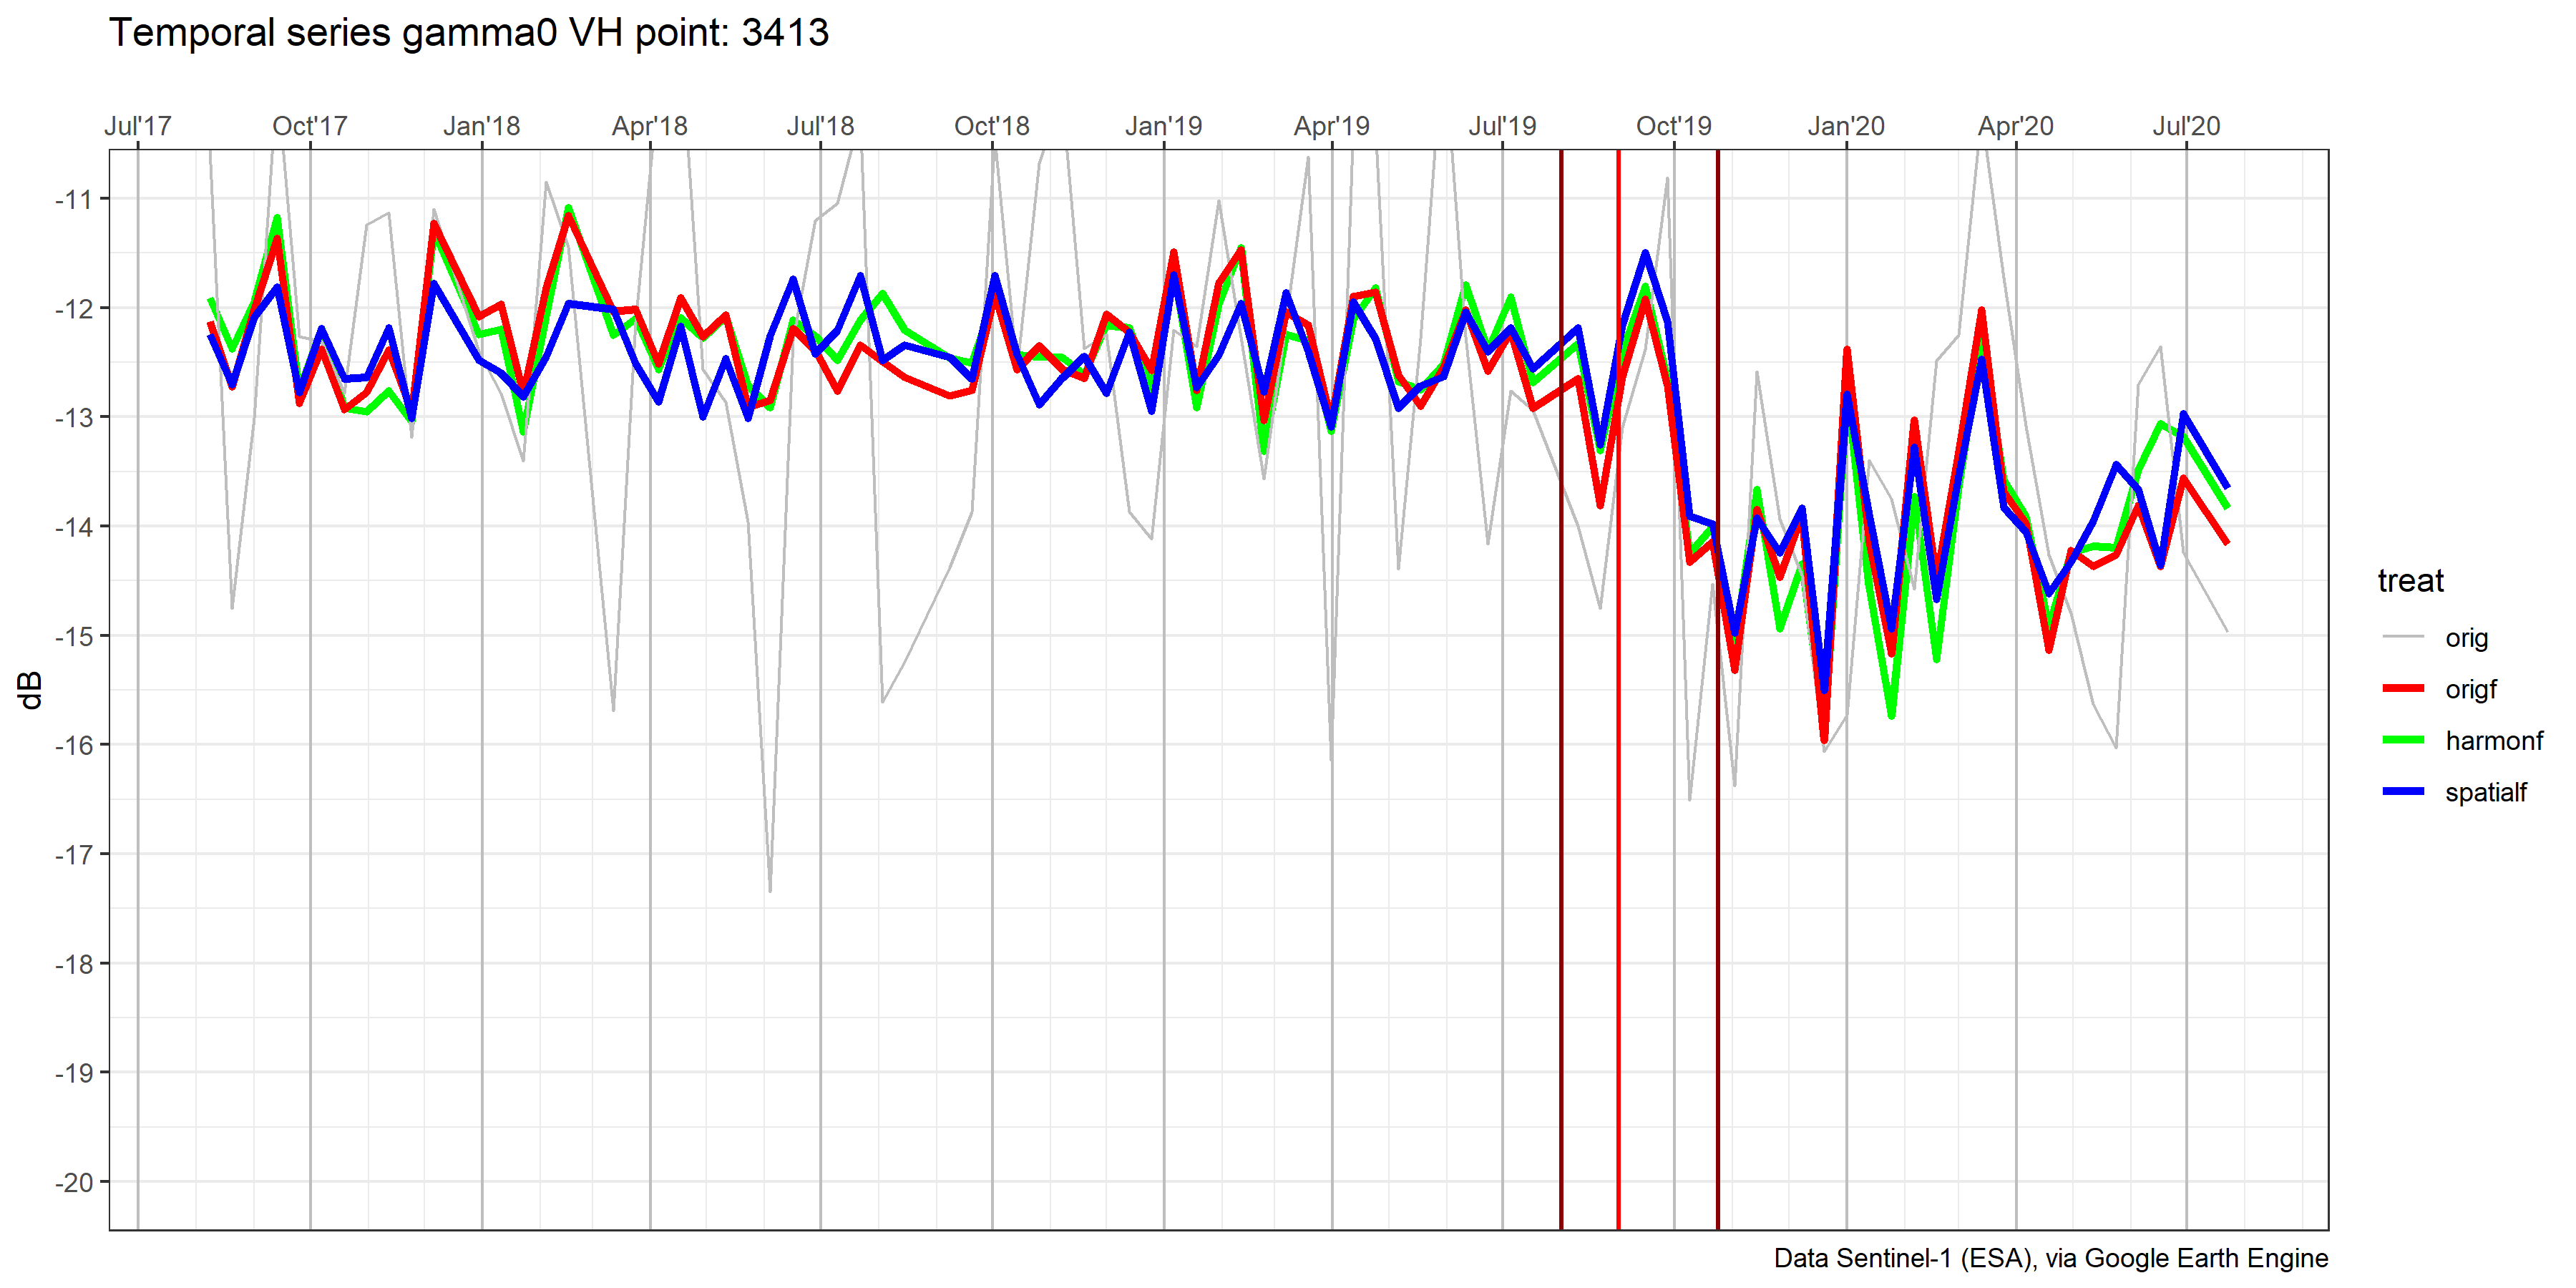 Temporal series gamma0 VH point: 3413
Jul'17 Oct'17 Jan'18 Apr'18 Jul'18 Oct'18 Jan'19 Apr'19 Jul'19 Oct'19 Jan'20 Apr'20 Jul'20
-11
-12
-13
-14
-15
-16
-17
-18
-19
-20
dB
treat
orig
origf
harmonf
spatialf
Data Sentinel-1 (ESA), via Google Earth Engine